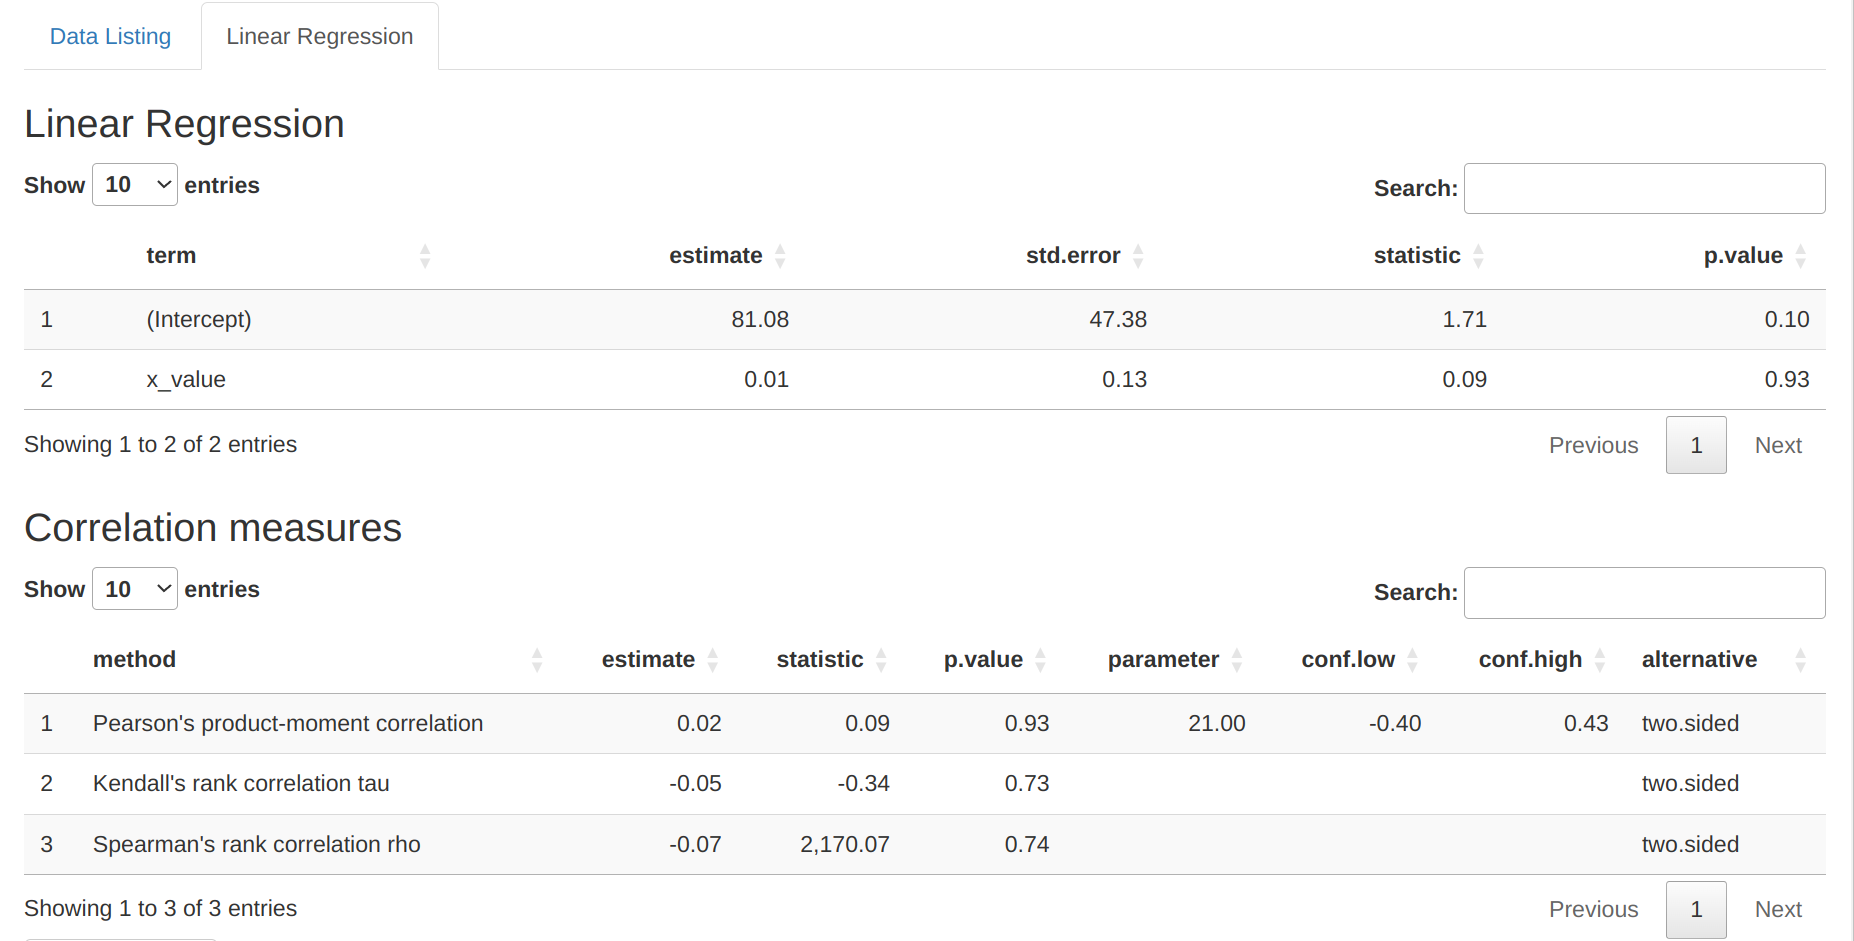 Data Listing Linear Regression
Linear Regression
Show 10 entries Search:
term estimate std.error statistic p.value
1 (Intercept) 81.08 47.38 1.71 0.10
2 x_value 0.01 0.13 0.09 0.93
Showing 1 to 2 of 2 entries Previous 1 Next
Correlation measures
Show 10 entries Search:
method estimate statistic p.value parameter conf.low conf.high alternative
1 Pearson's product-moment correlation 0.02 0.09 0.93 21.00 -0.40 0.43 two.sided
2 Kendall's rank correlation tau -0.05 -0.34 0.73 two.sided
3 Spearman's rank correlation rho -0.07 2,170.07 0.74 two.sided
Showing 1 to 3 of 3 entries Previous 1 Next